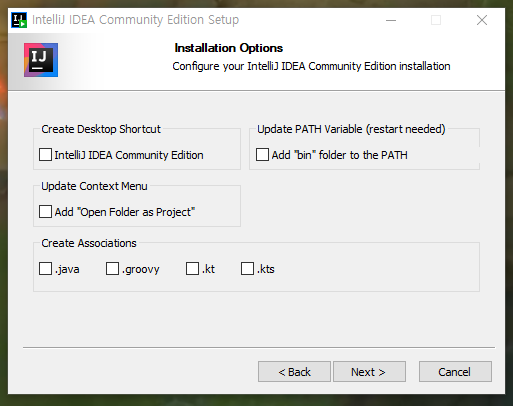 IntelliJ IDEA Community Edition Setup
IJ
Installation Options
Configure your IntelliJ IDEA Community Edition installation
Create Desktop Shortcut
IntelliJ IDEA Community Edition
Update PATH Variable (restart needed)
Add "bin" folder to the PATH
Update Context Menu
Add "Open Folder as Project"
Create Associations
.java .groovy .kt .kts
< Back Next > Cancel